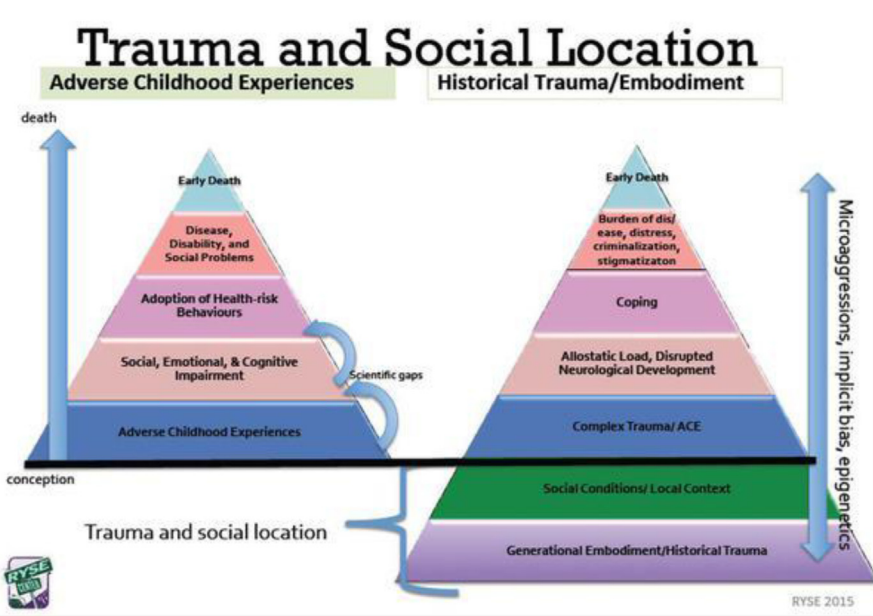 Trauma and Social Location
Adverse Childhood Experiences
Historical Trauma/Embodiment
death
Early Death
Disease,
Disability, and
Social Problems
Adoption of Health-risk
Behaviours
Social, Emotional, & Cognitive
Impairment
Scientific gaps
Adverse Childhood Experiences
conception
Early Death
Burden of dis/
ease, distress,
criminalization,
stigmatizaton
Coping
Allostatic Load, Disrupted
Neurological Development
Complex Trauma/ ACE
Social Conditions/ Local Context
Generational Embodiment/Historical Trauma
Microaggressions, implicit bias, epigenetics
Trauma and social location
RYSE
CENTER
RYSE 2015